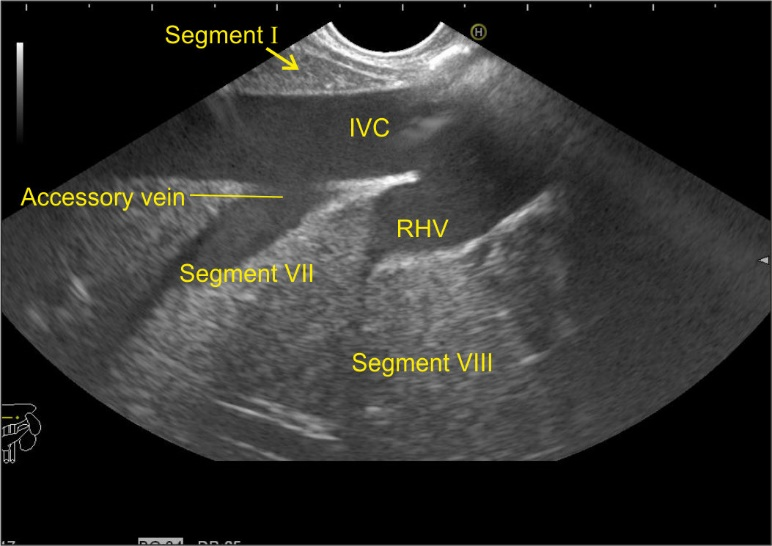 Segment I
H
IVC
Accessory vein
RHV
Segment VII
Segment VIII